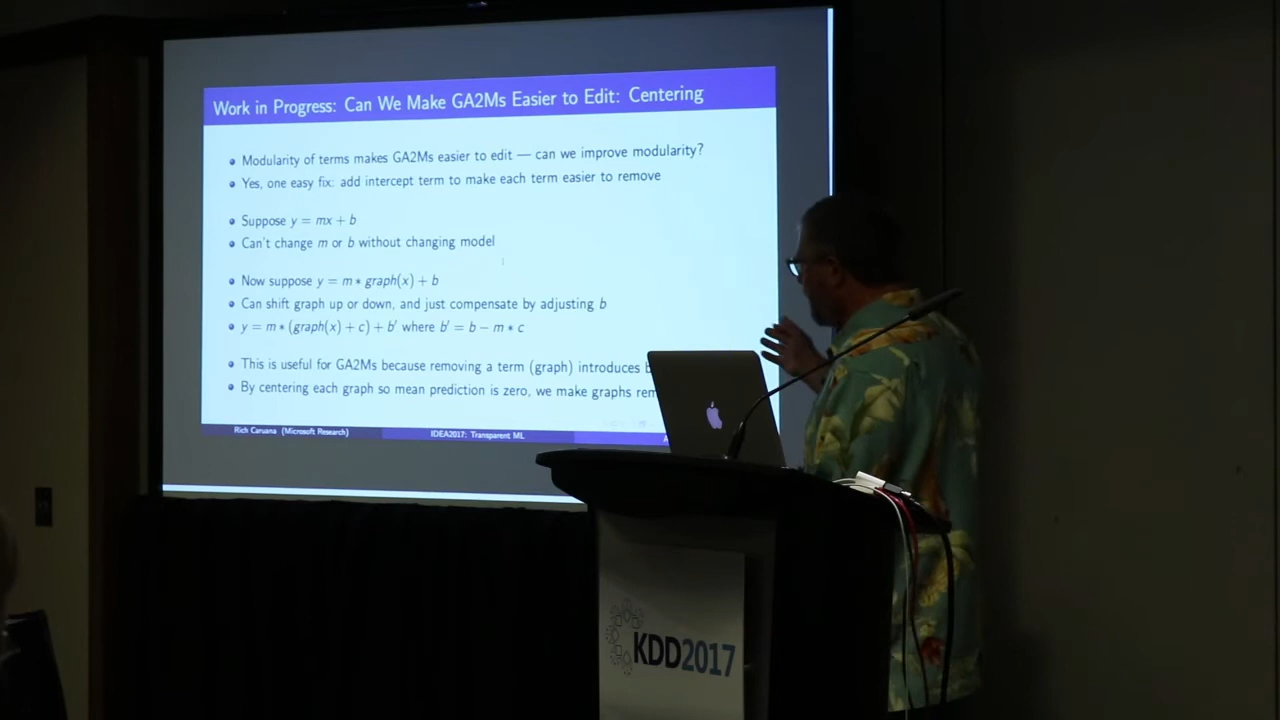 Work in Progress: Can We Make GA2Ms Easier to Edit: Centering
• Modularity of terms makes GA2Ms easier to edit — can we improve modularity?
• Yes, one easy fix: add intercept term to make each term easier to remove
• Suppose y = mx + b
• Can't change m or b without changing model
• Now suppose y = m * graph(x) + b
• Can shift graph up or down, and just compensate by adjusting b
• y = m * (graph(x) + c) + b' where b' = b − m * c
• This is useful for GA2Ms because removing a term (graph) introduces
• By centering each graph so mean prediction is zero, we make graphs
Rich Caruana (Microsoft Research) IDEA2017: Transparent ML
KDD2017